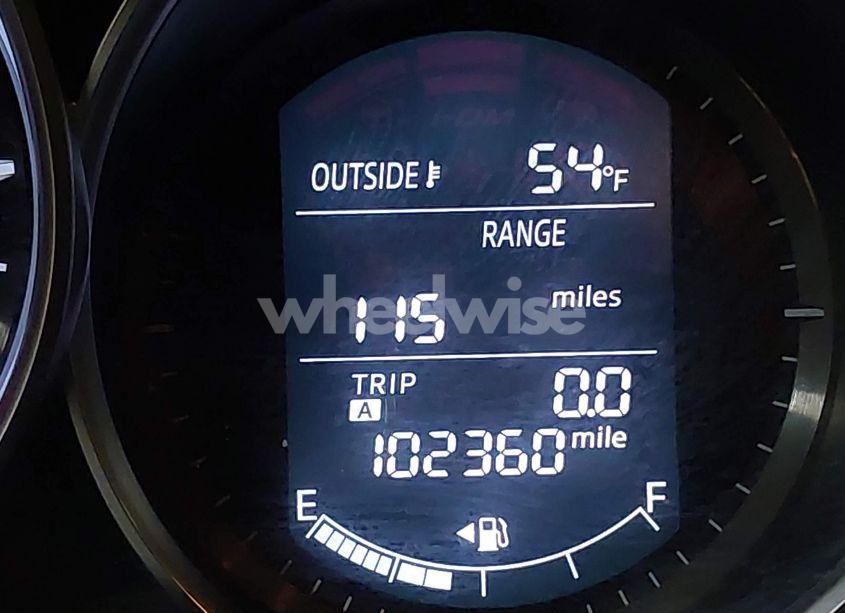 OUTSIDE 54°F
RANGE
115 miles
wheelwise
TRIP A 0.0
102360 mile
E F